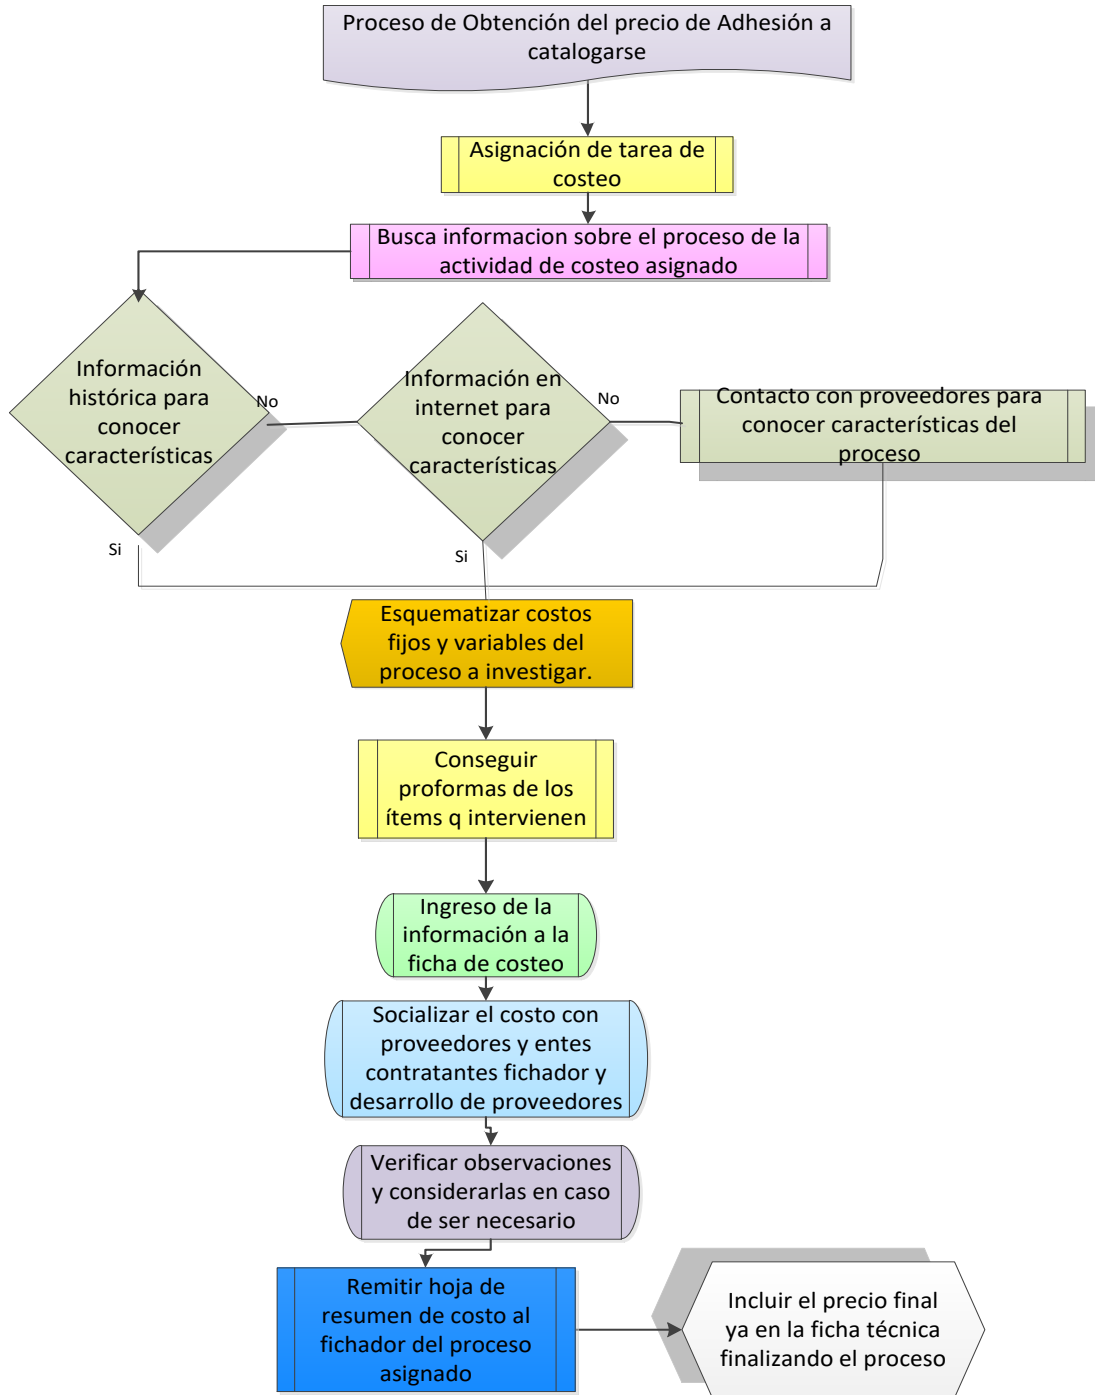 Proceso de Obtención del precio de Adhesión a
catalogarse
Asignación de tarea de
costeo
Busca informacion sobre el proceso de la
actividad de costeo asignado
Información
histórica para
conocer
características
No
Si
Información en
internet para
conocer
características
No
Si
Contacto con proveedores para
conocer características del
proceso
Esquematizar costos
fijos y variables del
proceso a investigar.
Conseguir
proformas de los
ítems q intervienen
Ingreso de la
información a la
ficha de costeo
Socializar el costo con
proveedores y entes
contratantes fichador y
desarrollo de proveedores
Verificar observaciones
y considerarlas en caso
de ser necesario
Remitir hoja de
resumen de costo al
fichador del proceso
asignado
Incluir el precio final
ya en la ficha técnica
finalizando el proceso